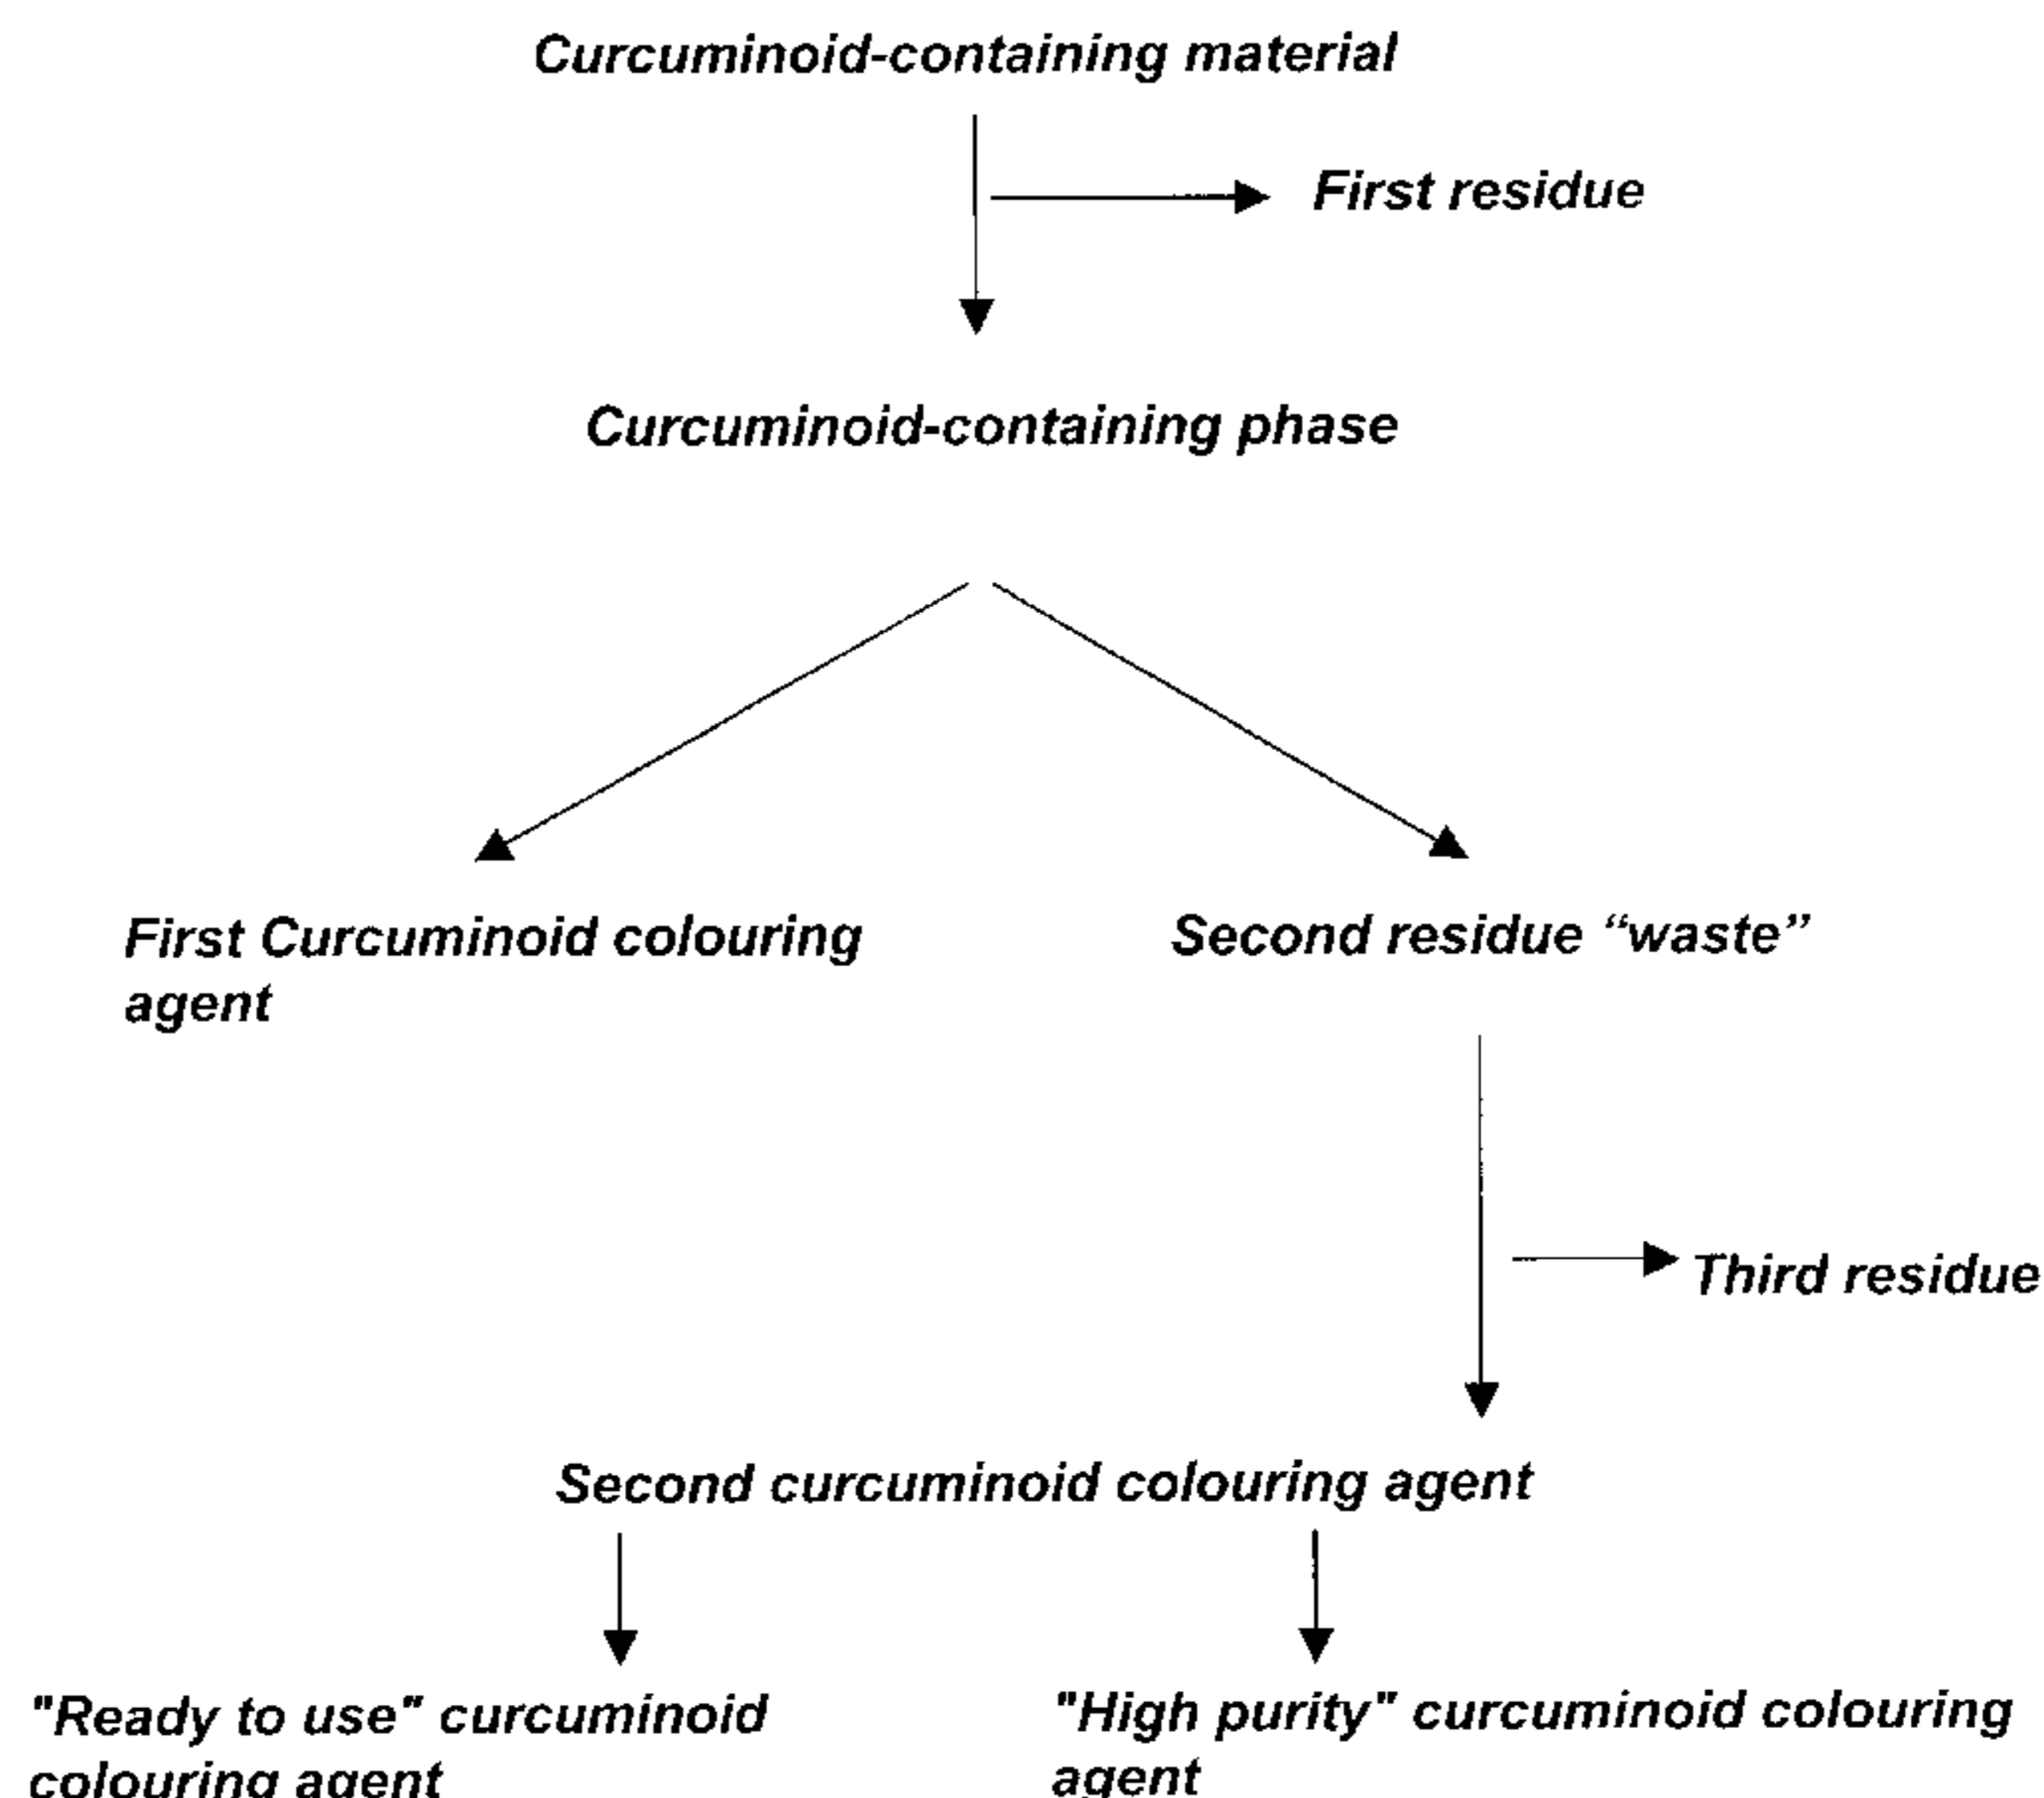 Curcuminoid-containing material
First residue
Curcuminoid-containing phase
First Curcuminoid colouring
agent
Second residue “waste”
Third residue
Second curcuminoid colouring agent
"Ready to use" curcuminoid
colouring agent
"High purity" curcuminoid colouring
agent